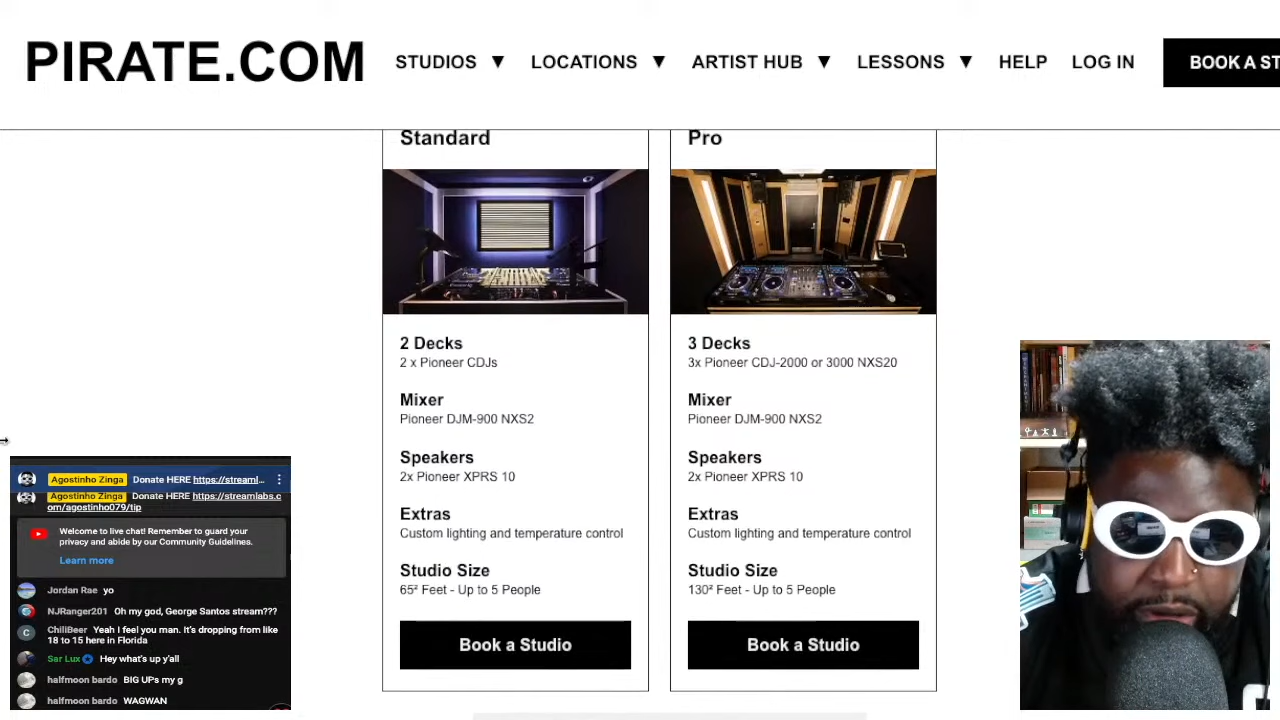 PIRATE.COM
STUDIOS ▼ LOCATIONS ▼ ARTIST HUB ▼ LESSONS ▼ HELP LOG IN BOOK A ST
Standard
2 Decks
2 x Pioneer CDJs
Mixer
Pioneer DJM-900 NXS2
Speakers
2x Pioneer XPRS 10
Extras
Custom lighting and temperature control
Studio Size
65² Feet - Up to 5 People
Book a Studio
Pro
3 Decks
3x Pioneer CDJ-2000 or 3000 NXS20
Mixer
Pioneer DJM-900 NXS2
Speakers
2x Pioneer XPRS 10
Extras
Custom lighting and temperature control
Studio Size
130² Feet - Up to 5 People
Book a Studio
Agostinho Zinga Donate HERE https://streaml...
Agostinho Zinga Donate HERE https://streamlabs.c
om/agostinho079/tip
Welcome to live chat! Remember to guard your
privacy and abide by our Community Guidelines.
Learn more
Jordan Rae yo
NJRanger201 Oh my god, George Santos stream???
ChiliBeer Yeah I feel you man. It's dropping from like
18 to 15 here in Florida
Sar Lux Hey what's up y'all
halfmoon bardo BIG UPs my g
halfmoon bardo WAGWAN